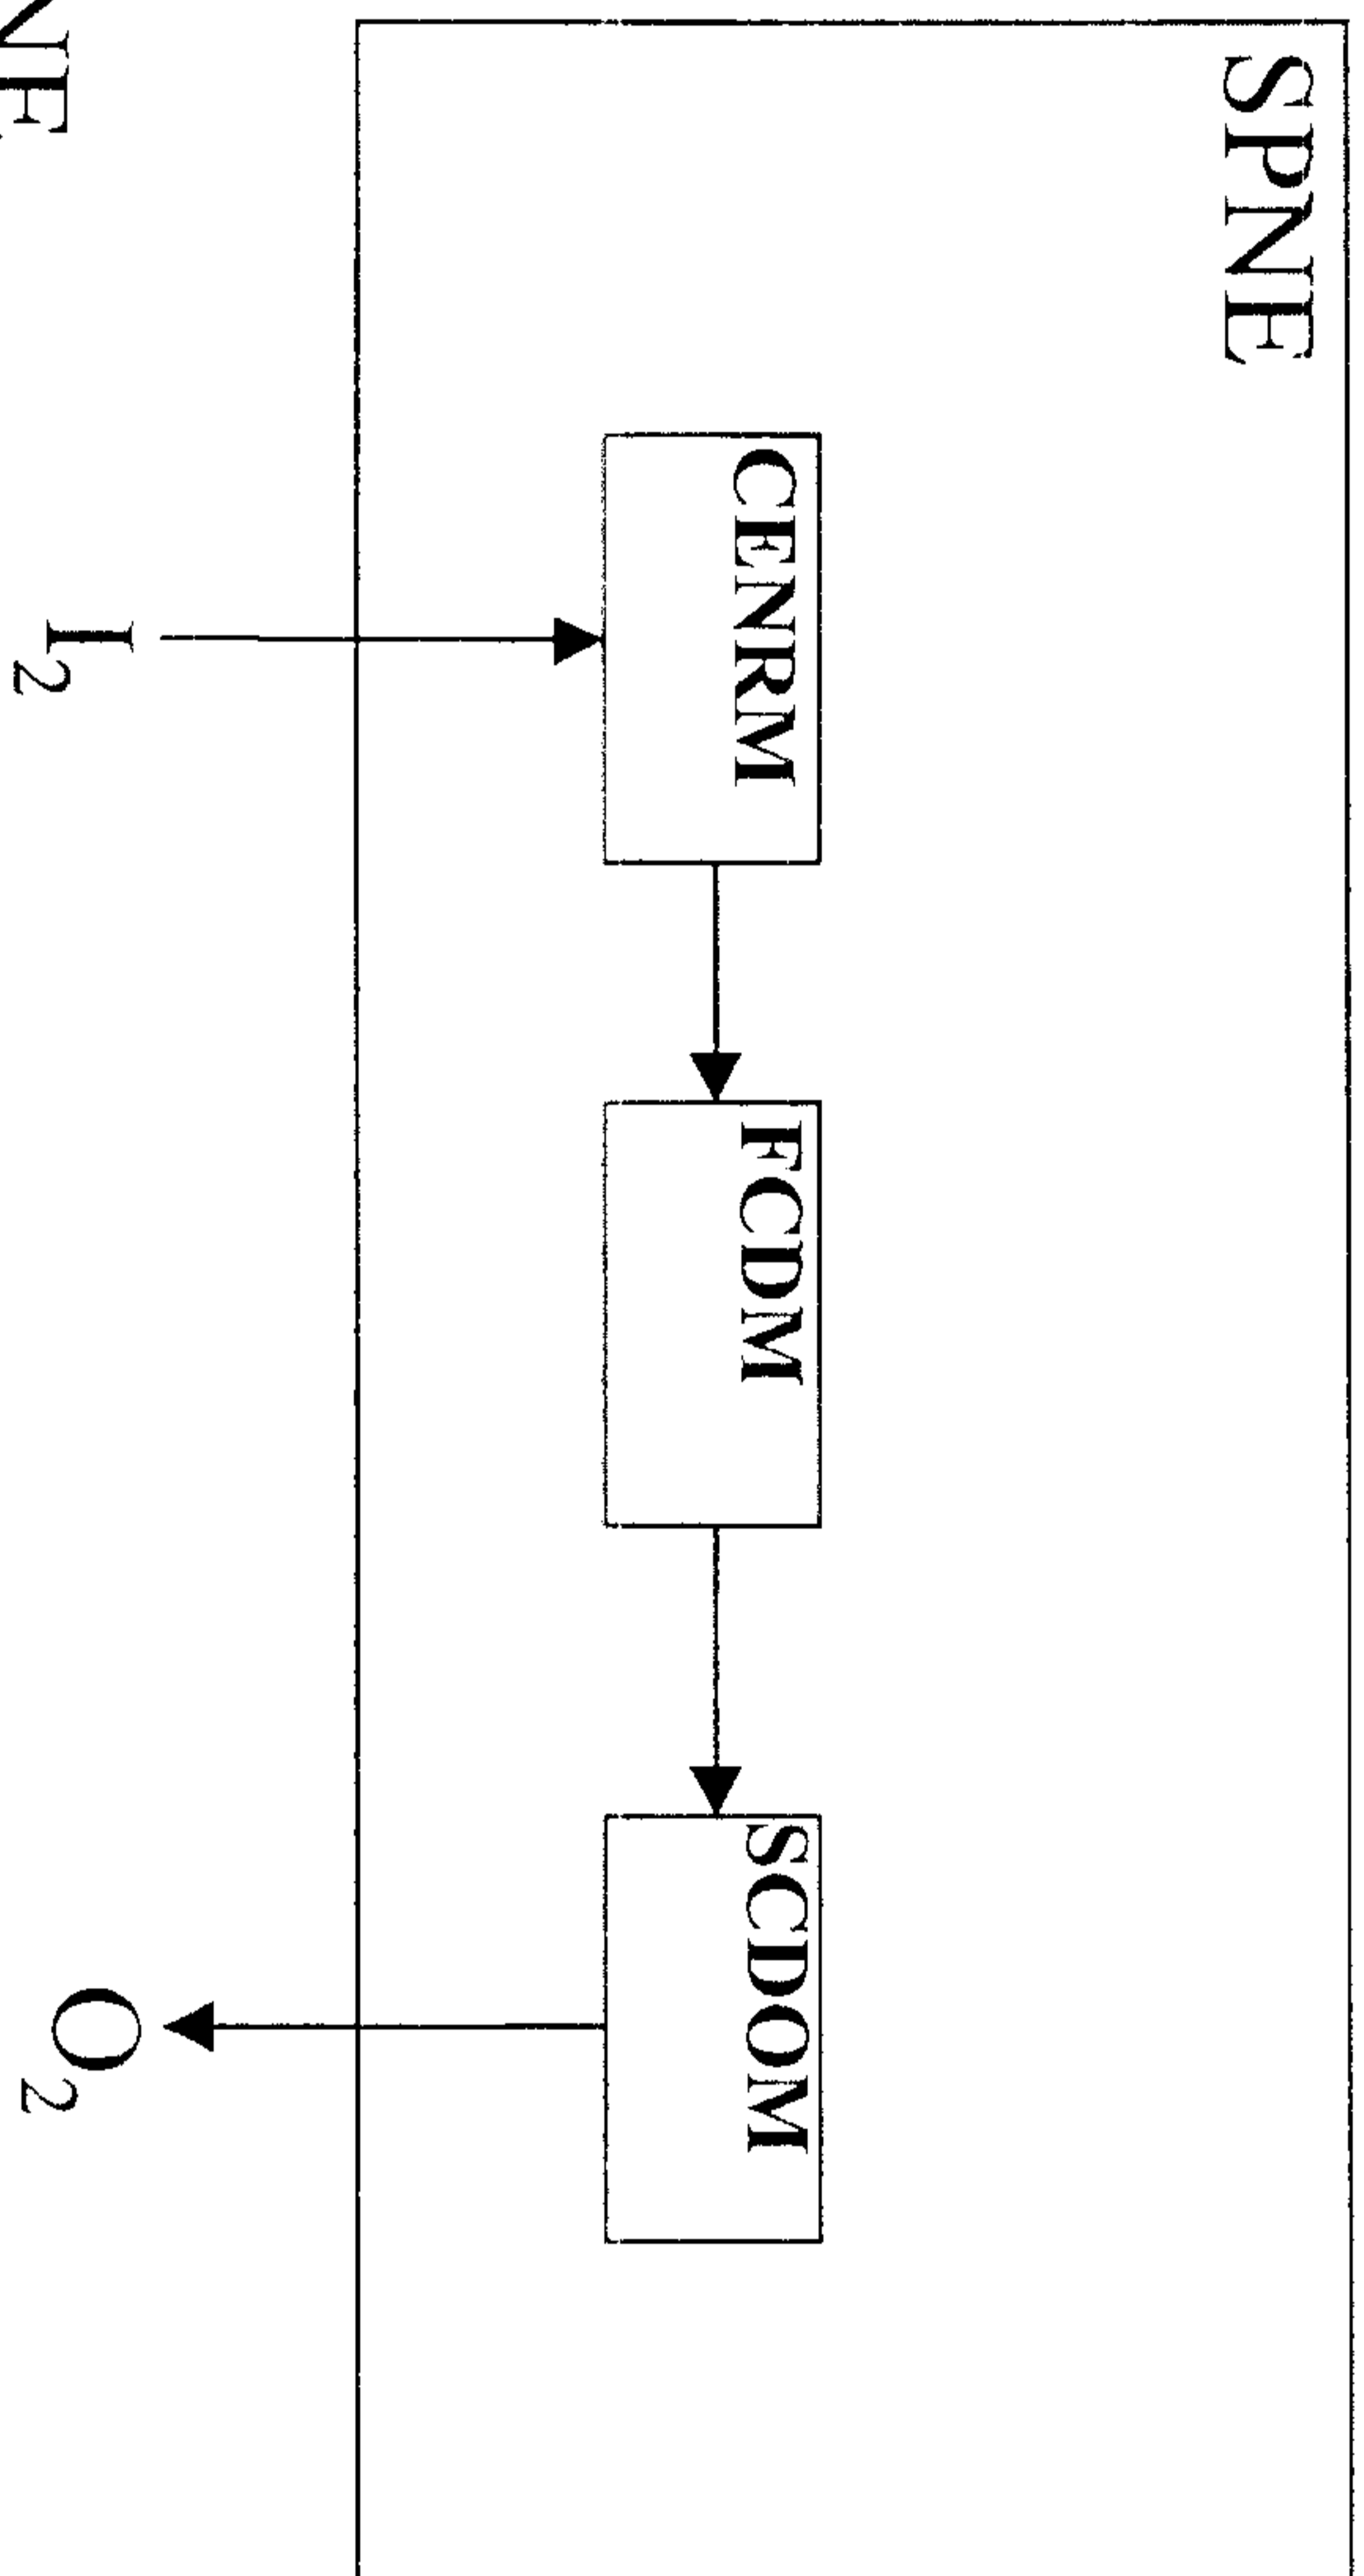 SPNE
CENRM
FCDM
SCDOM
I₂
O₂